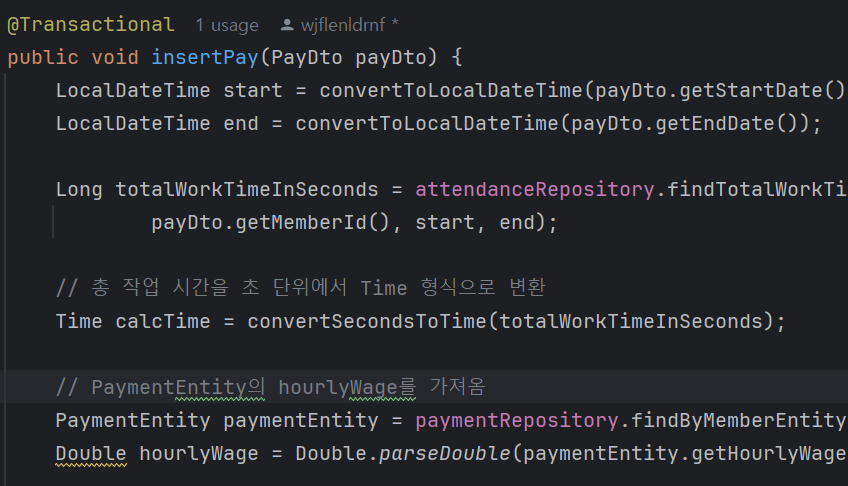 @Transactional 1 usage wjflenldrnf *
public void insertPay(PayDto payDto) {
LocalDateTime start = convertToLocalDateTime(payDto.getStartDate()
LocalDateTime end = convertToLocalDateTime(payDto.getEndDate());
Long totalWorkTimeInSeconds = attendanceRepository.findTotalWorkTi
payDto.getMemberId(), start, end);
// 총 작업 시간을 초 단위에서 Time 형식으로 변환
Time calcTime = convertSecondsToTime(totalWorkTimeInSeconds);
// PaymentEntity의 hourlyWage를 가져옴
PaymentEntity paymentEntity = paymentRepository.findByMemberEntity
Double hourlyWage = Double.parseDouble(paymentEntity.getHourlyWage